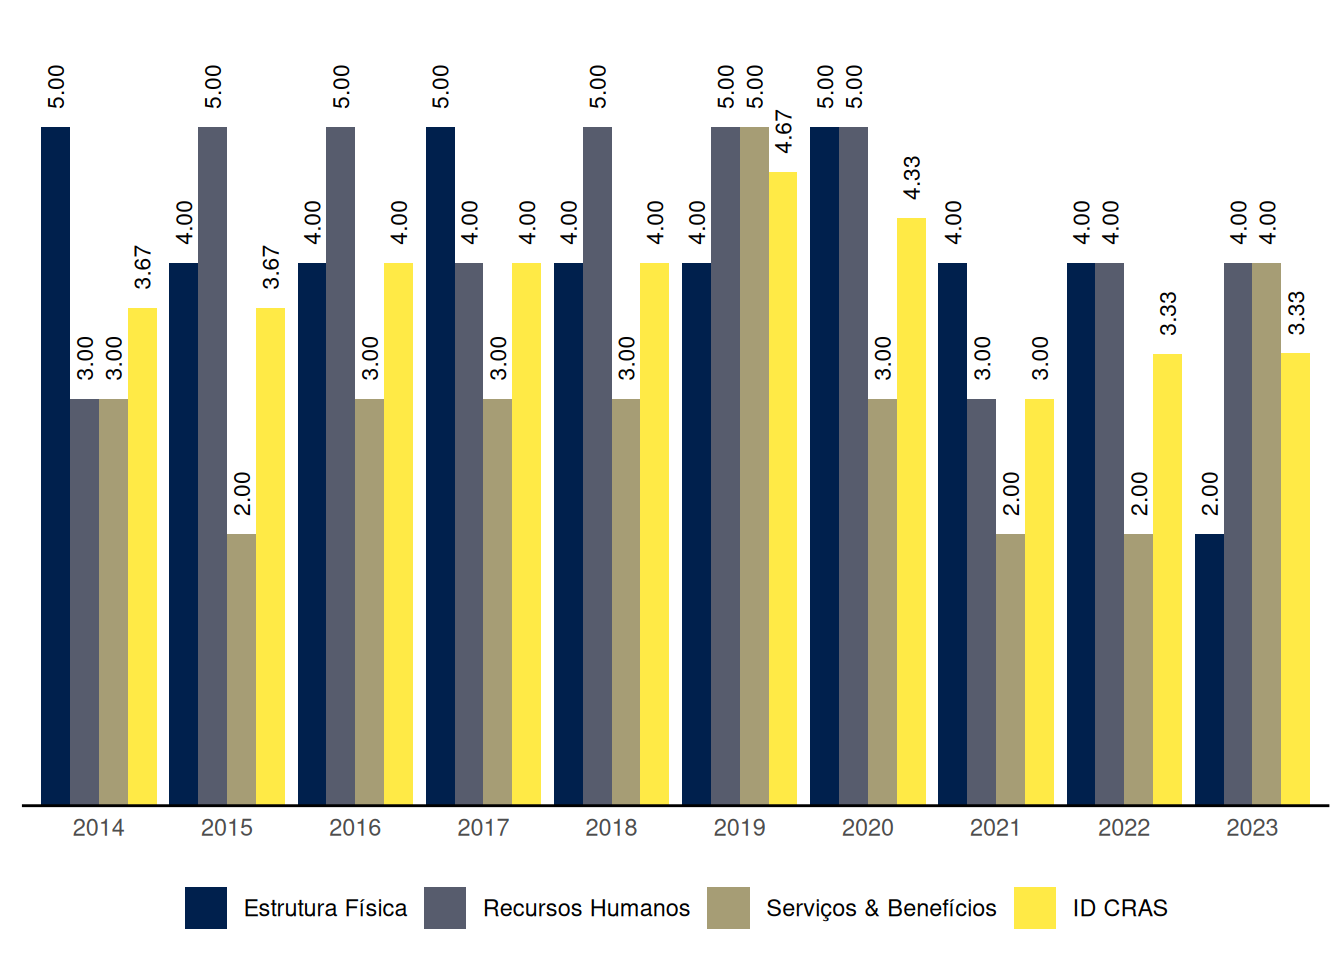 5.00 3.00 3.00 3.67
4.00 5.00 2.00 3.67
4.00 5.00 3.00 4.00
5.00 4.00 3.00 4.00
4.00 5.00 3.00 4.00
4.00 5.00 5.00 4.67
5.00 5.00 3.00 4.33
4.00 3.00 2.00 3.00
4.00 4.00 2.00 3.33
2.00 4.00 4.00 3.33
2014 2015 2016 2017 2018 2019 2020 2021 2022 2023
Estrutura Física Recursos Humanos Serviços & Benefícios ID CRAS